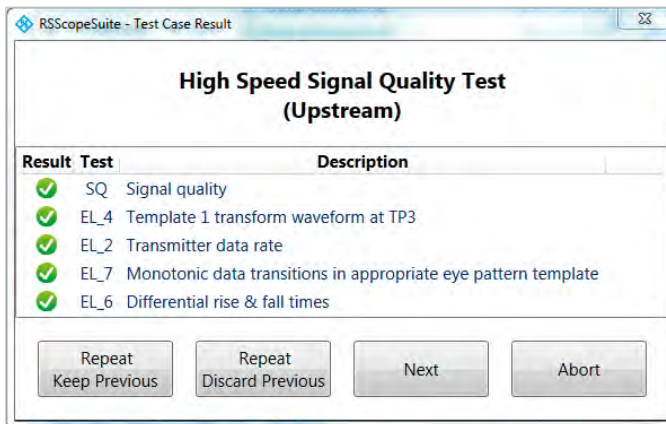 RSScopeSuite - Test Case Result
High Speed Signal Quality Test
(Upstream)
Result Test Description
SQ Signal quality
EL_4 Template 1 transform waveform at TP3
EL_2 Transmitter data rate
EL_7 Monotonic data transitions in appropriate eye pattern template
EL_6 Differential rise & fall times
Repeat
Keep Previous
Repeat
Discard Previous
Next
Abort